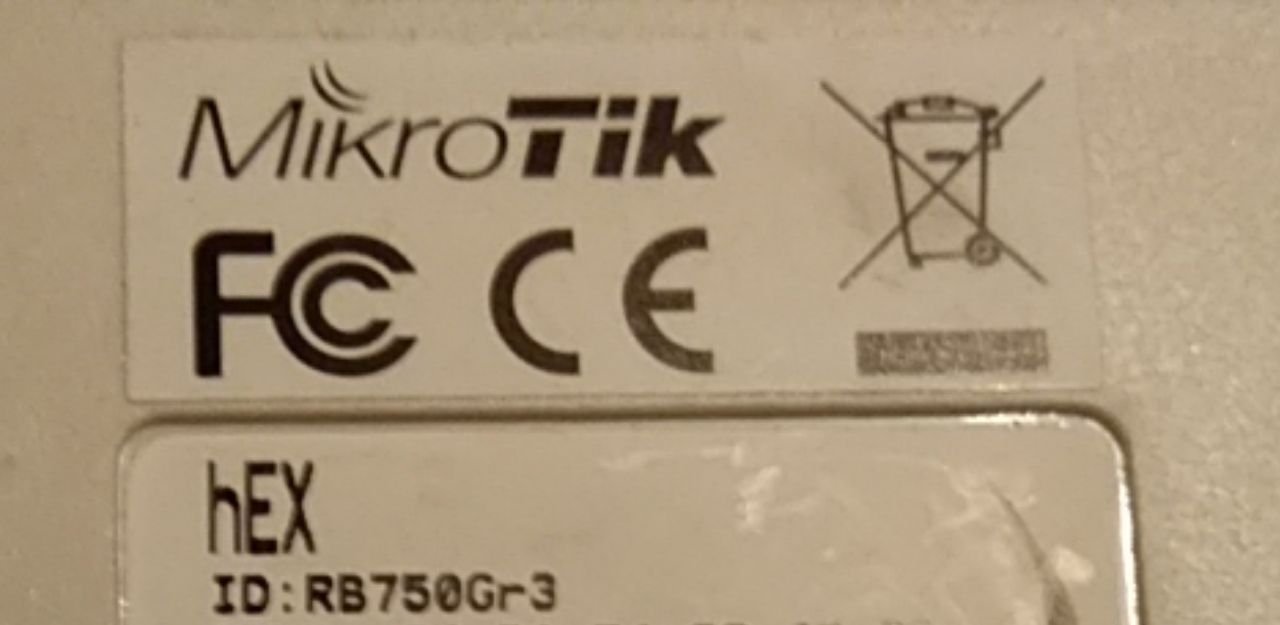 MikroTik
FC CE
hEX
ID:RB750Gr3